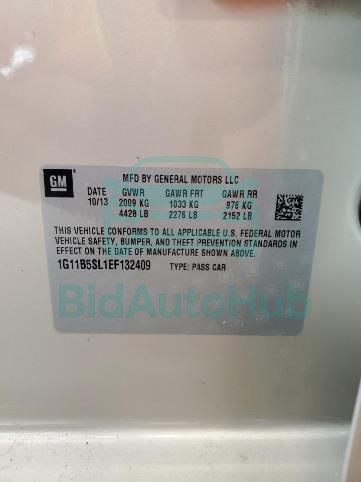 GM
MFD BY GENERAL MOTORS LLC
DATE GVWR GAWR FRT GAWR RR
10/13 2009 KG 1033 KG 976 KG
4428 LB 2276 LB 2152 LB
THIS VEHICLE CONFORMS TO ALL APPLICABLE U.S. FEDERAL MOTOR
VEHICLE SAFETY, BUMPER, AND THEFT PREVENTION STANDARDS IN
EFFECT ON THE DATE OF MANUFACTURE SHOWN ABOVE.
1G11B5SL1EF132409 TYPE: PASS CAR
BidAutoHub